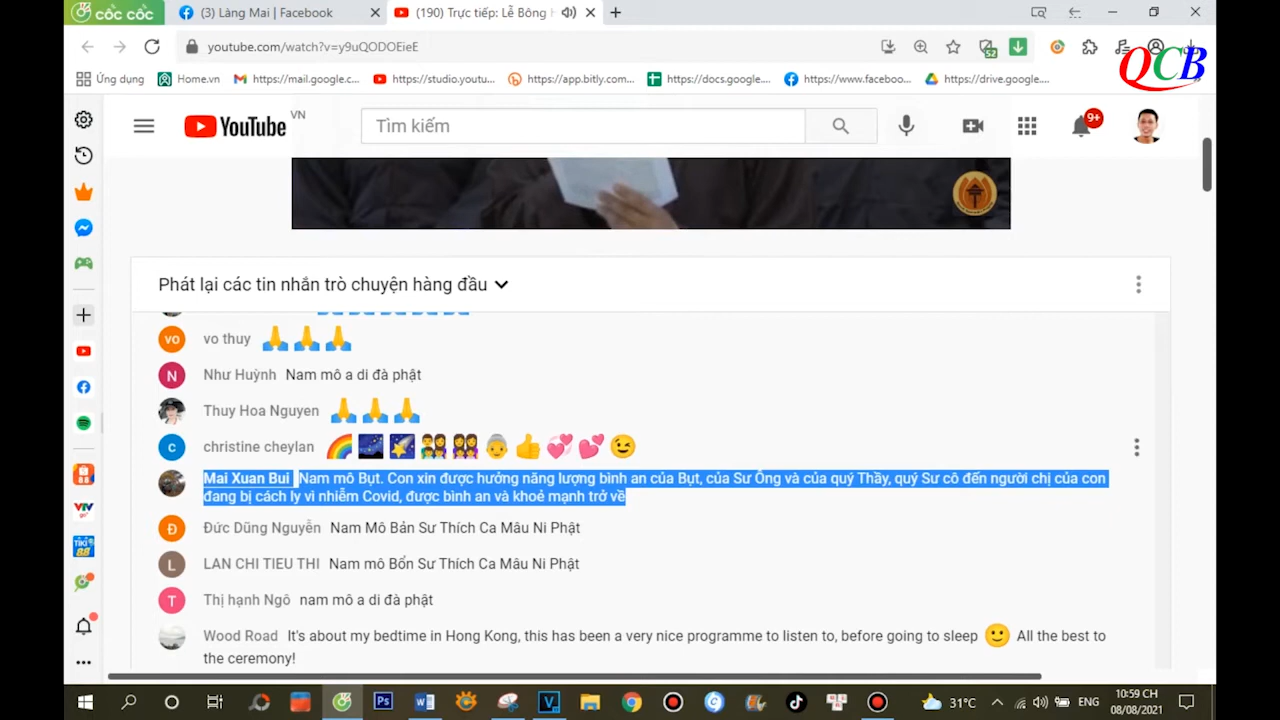 cốc cốc
(3) Làng Mai | Facebook
(190) Trực tiếp: Lễ Bông H
youtube.com/watch?v=y9uQODOEieE
52
Ứng dụng
Home.vn
https://mail.google.c...
https://studio.youtu...
https://app.bitly.com...
https://docs.google....
https://www.faceboo...
https://drive.google....
QCB
YouTube VN
Tìm kiếm
9+
Phát lại các tin nhắn trò chuyện hàng đầu
vo
vo thuy 🙏🙏🙏
N
Như Huỳnh Nam mô a di đà phật
Thuy Hoa Nguyen 🙏🙏🙏
c
christine cheylan 🌈🌌🌠👨‍👩‍👧👩‍👩‍👧👵👍💞💕😉
Mai Xuan Bui Nam mô Bụt. Con xin được hưởng năng lượng bình an của Bụt, của Sư Ông và của quý Thầy, quý Sư cô đến người chị của con
đang bị cách ly vì nhiễm Covid, được bình an và khoẻ mạnh trở về
Đ
Đức Dũng Nguyễn Nam Mô Bản Sư Thích Ca Mâu Ni Phật
L
LAN CHI TIEU THI Nam mô Bổn Sư Thích Ca Mâu Ni Phật
T
Thị hạnh Ngô nam mô a di đà phật
Wood Road It's about my bedtime in Hong Kong, this has been a very nice programme to listen to, before going to sleep 🙂 All the best to
the ceremony!
VTV
TIKI
Ps
W
V
31°C
ENG
10:59 CH
08/08/2021